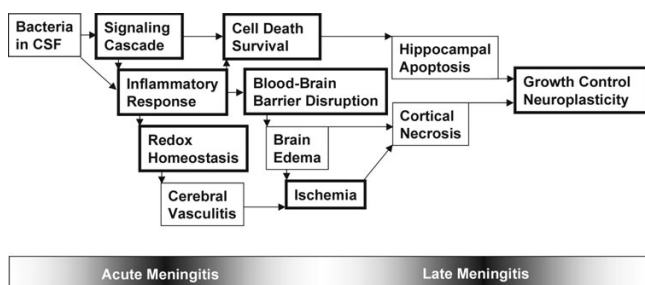 Bacteria
in CSF
Signaling
Cascade
Cell Death
Survival
Hippocampal
Apoptosis
Inflammatory
Response
Blood-Brain
Barrier Disruption
Growth Control
Neuroplasticity
Redox
Homeostasis
Brain
Edema
Cortical
Necrosis
Cerebral
Vasculitis
Ischemia
Acute Meningitis
Late Meningitis